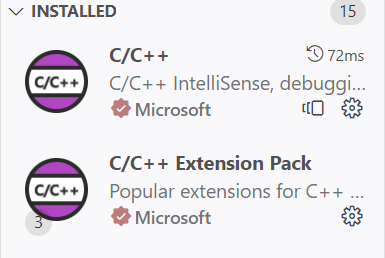 INSTALLED 15
C/C++ 72ms
C/C++
C/C++ IntelliSense, debuggi...
Microsoft
C/C++ Extension Pack
C/C++
Popular extensions for C++ ...
3
Microsoft